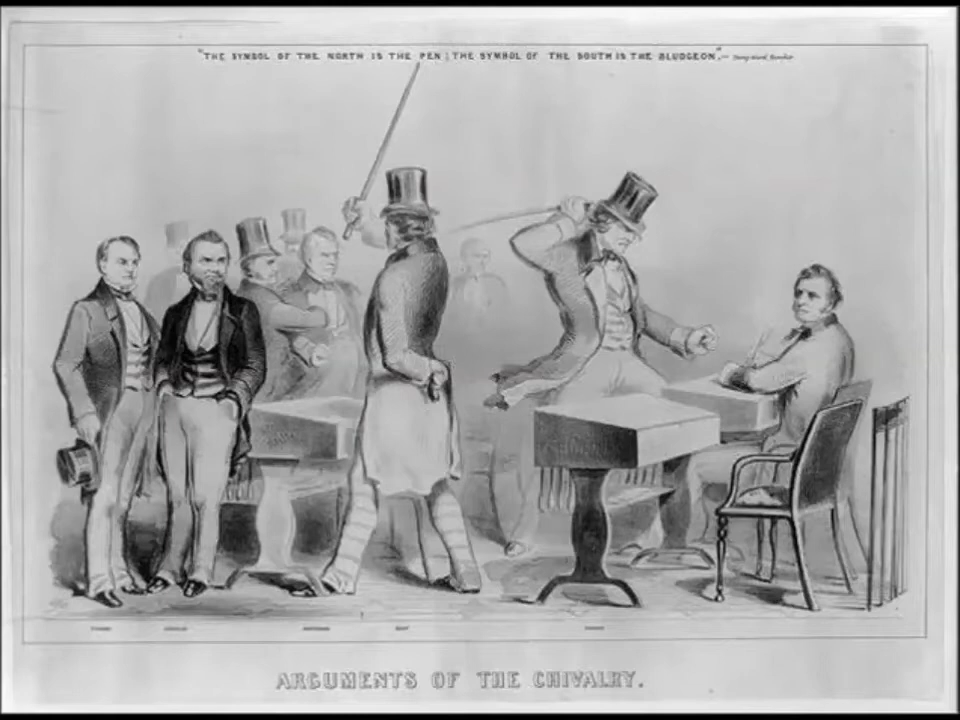 "THE SYMBOL OF THE NORTH IS THE PEN; THE SYMBOL OF THE SOUTH IS THE BLUDGEON."—
ARGUMENTS OF THE CHIVALRY.